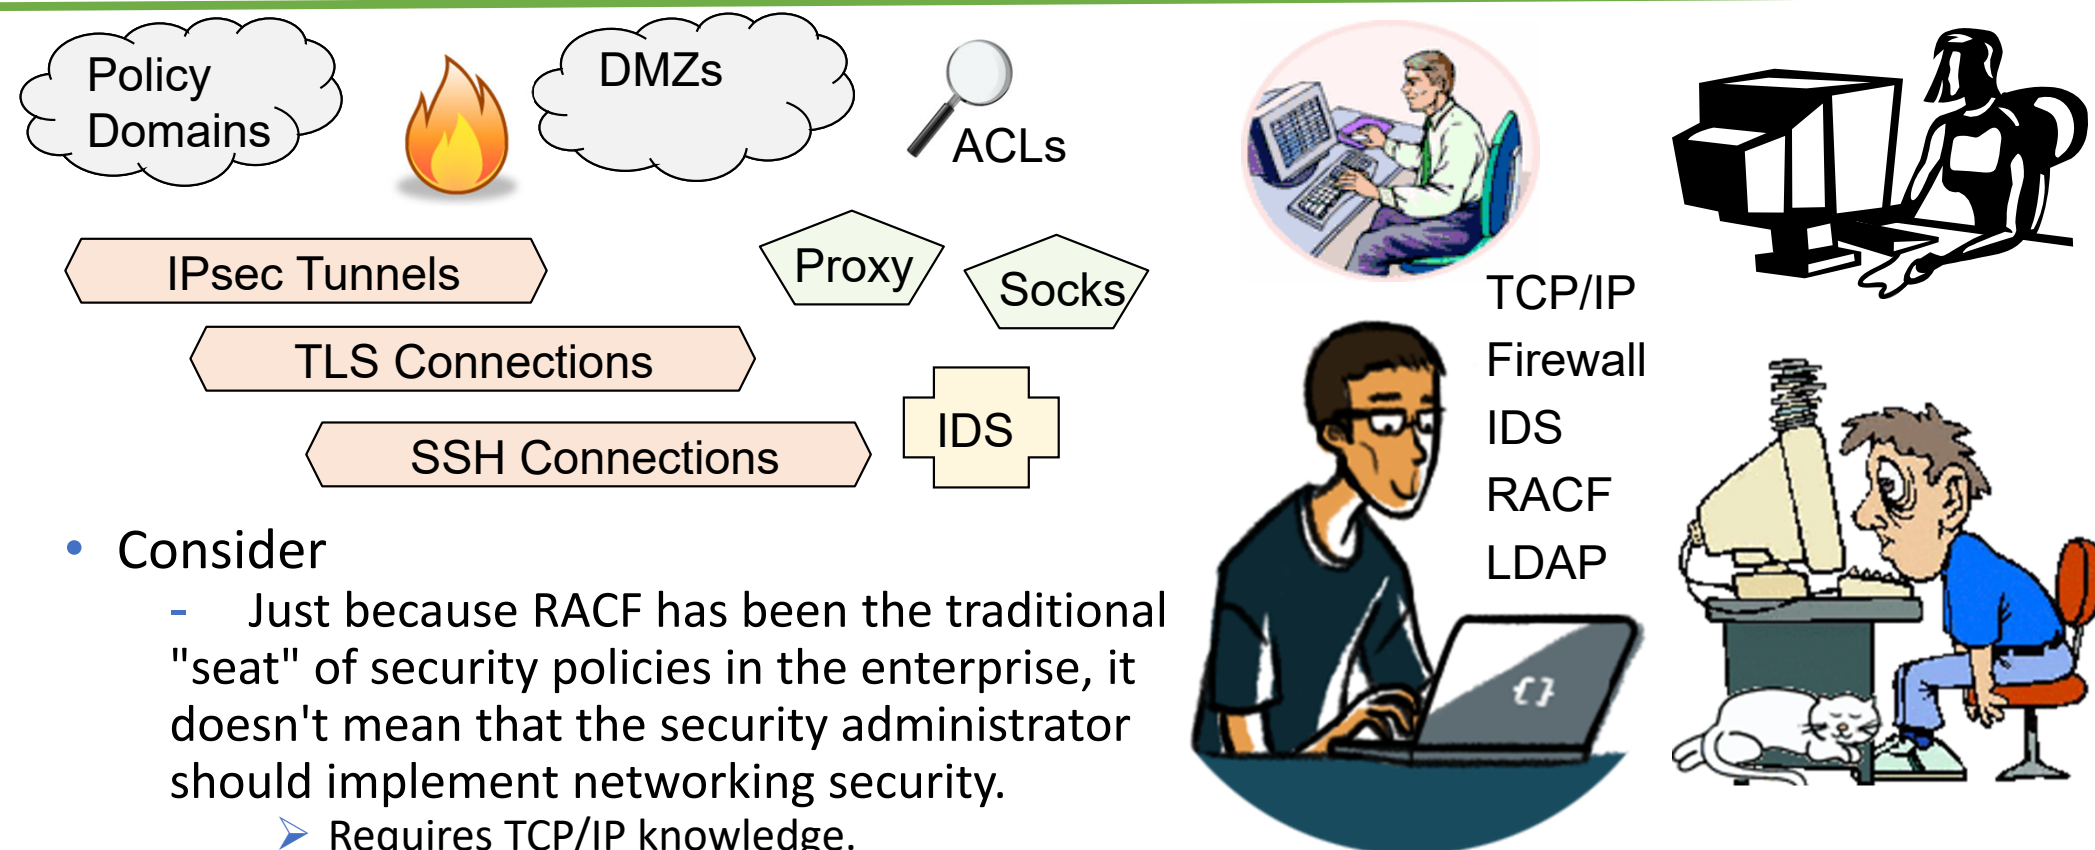 Policy
Domains
DMZs
ACLs
IPsec Tunnels
Proxy
Socks
TLS Connections
IDS
SSH Connections
TCP/IP
Firewall
IDS
RACF
LDAP
{}
• Consider
- Just because RACF has been the traditional
"seat" of security policies in the enterprise, it
doesn't mean that the security administrator
should implement networking security.
➢ Requires TCP/IP knowledge.